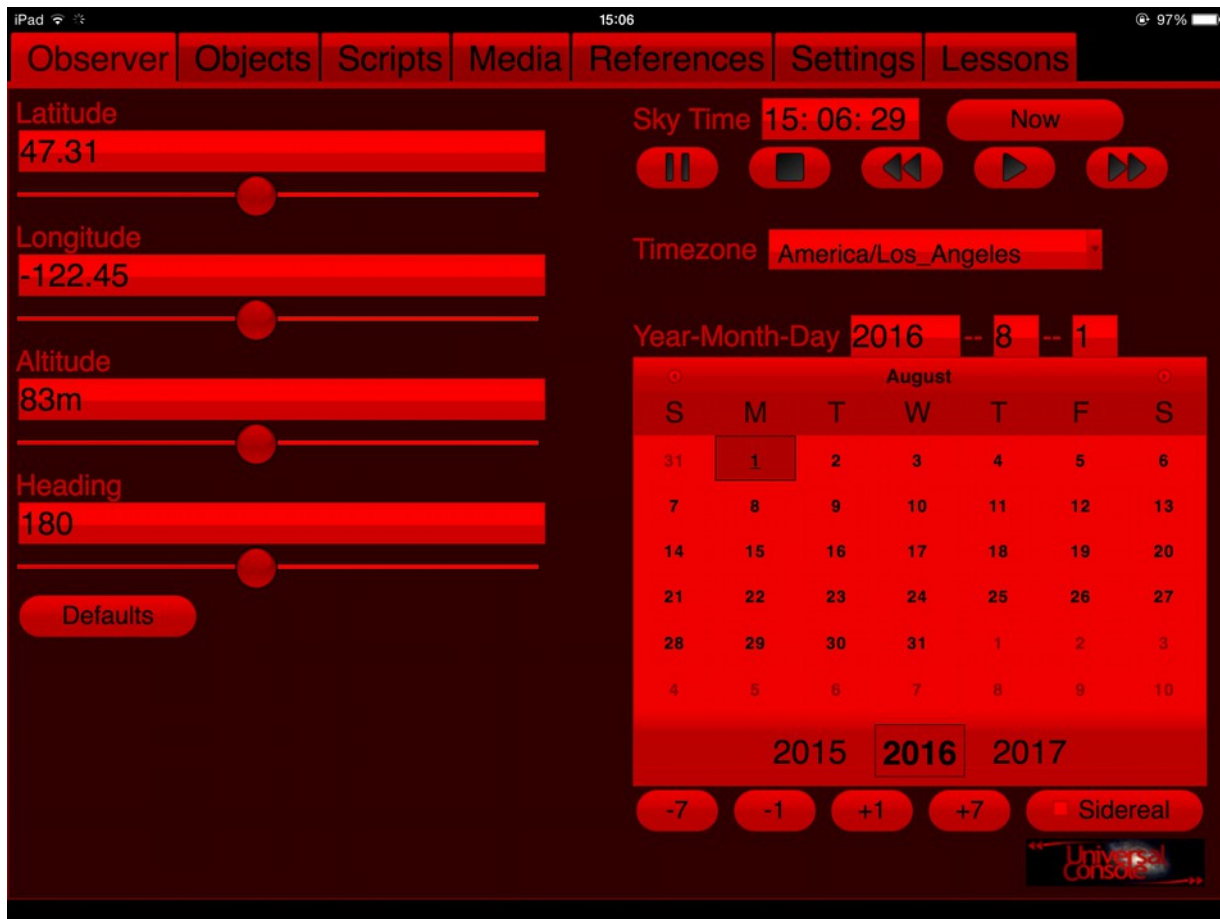 iPad 15:06 97%
Observer Objects Scripts Media References Settings Lessons
Latitude
47.31
Longitude
-122.45
Altitude
83m
Heading
180
Defaults
Sky Time 15: 06: 29 Now
Timezone America/Los_Angeles
Year-Month-Day 2016 -- 8 -- 1
August
S M T W T F S
31 1 2 3 4 5 6
7 8 9 10 11 12 13
14 15 16 17 18 19 20
21 22 23 24 25 26 27
28 29 30 31 1 2 3
4 5 6 7 8 9 10
2015 2016 2017
-7 -1 +1 +7 Sidereal
Universal
Console